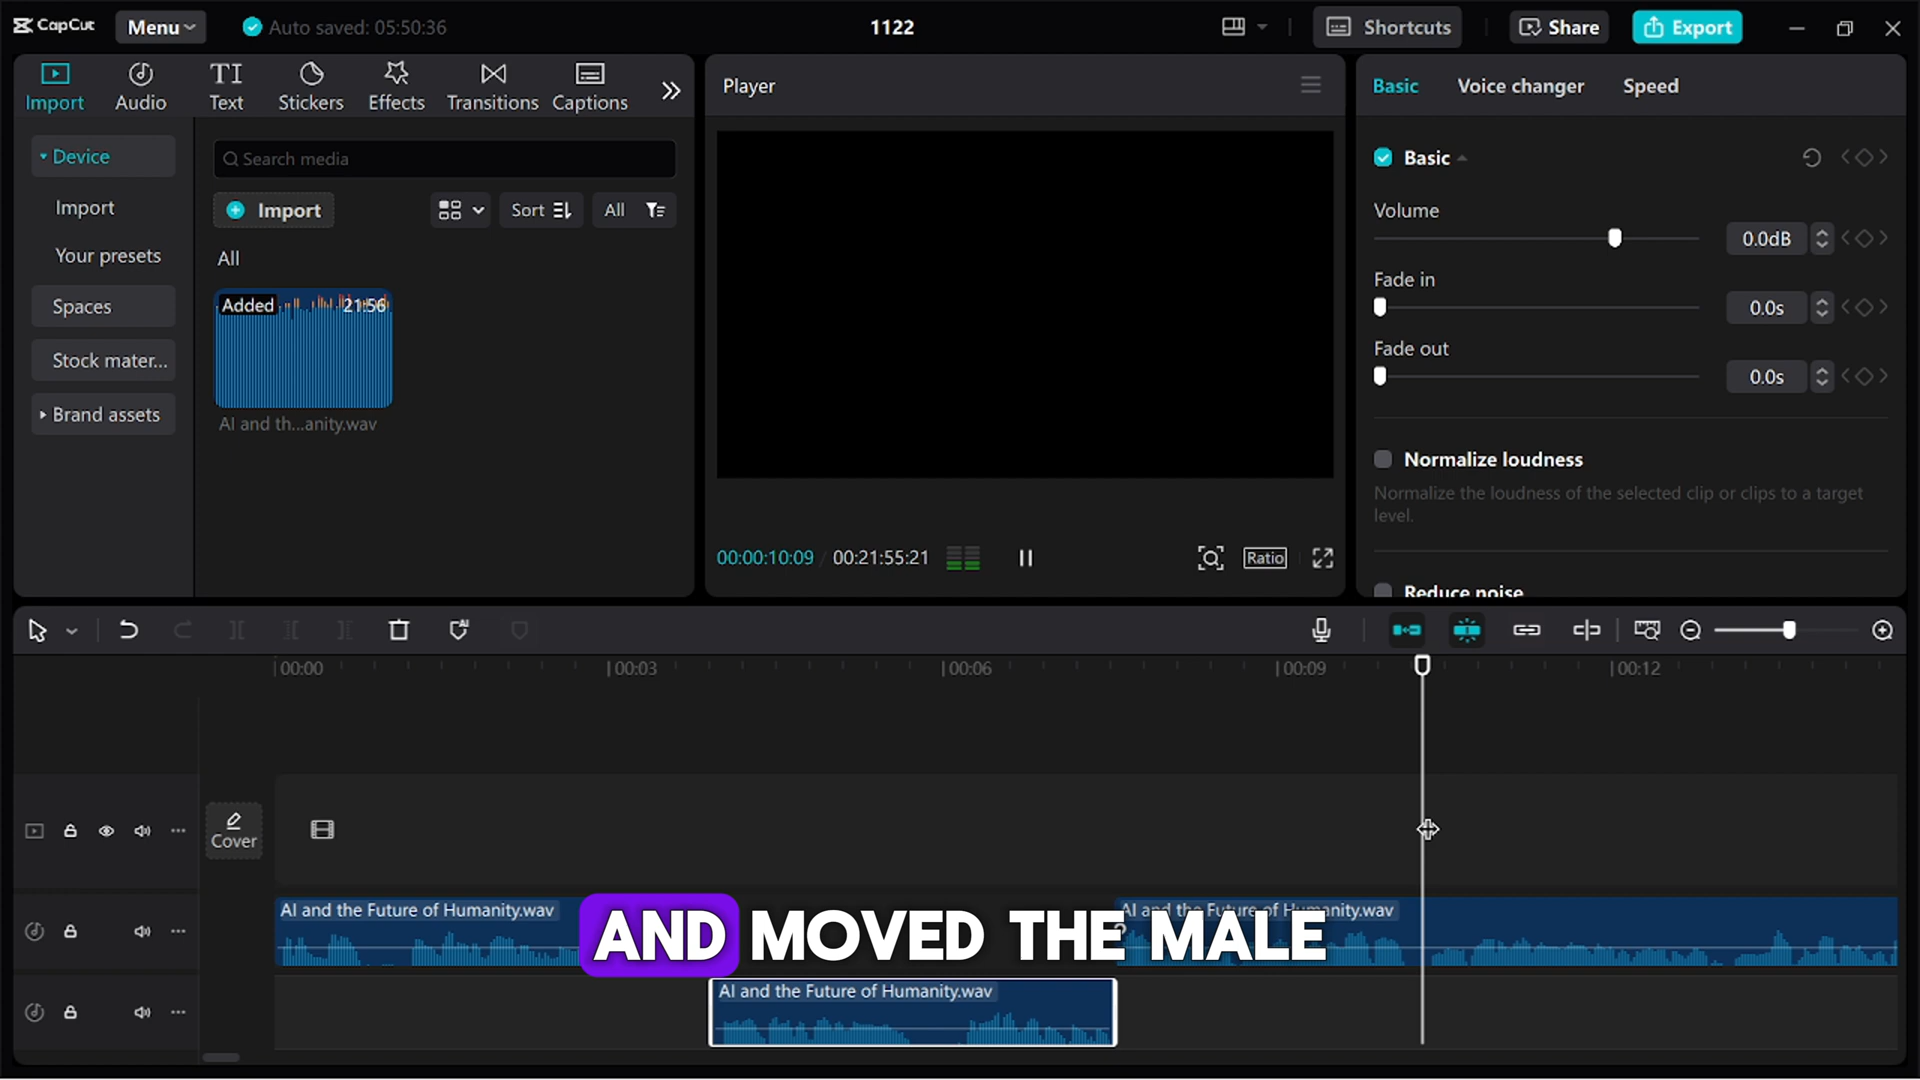 CapCut
Menu
Auto saved: 05:50:36
1122
Shortcuts
Share
Export
Import
Audio
TI
Text
Stickers
Effects
Transitions
Captions
Player
Basic
Voice changer
Speed
Device
Import
Your presets
Spaces
Stock mater...
Brand assets
Search media
Import
Sort
All
All
Added
21:56
AI and th...anity.wav
00:00:10:09 / 00:21:55:21
Ratio
Basic
Volume
0.0dB
Fade in
0.0s
Fade out
0.0s
Normalize loudness
Normalize the loudness of the selected clip or clips to a target
level.
Reduce noise
00:00
00:03
00:06
00:09
00:12
Cover
AI and the Future of Humanity.wav
AI and the Future of Humanity.wav
AND MOVED THE MALE
AI and the Future of Humanity.wav